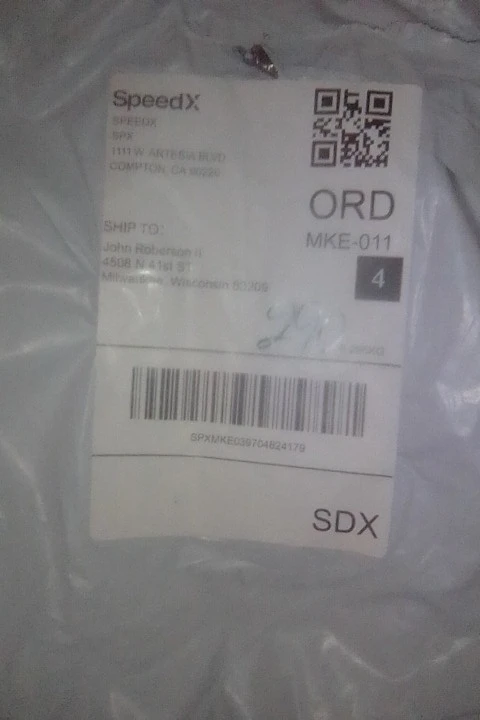 SpeedX
SPEEDX
SPX
1111 W. ARTESIA BLVD
COMPTON, CA 90220
ORD
MKE-011
4
SHIP TO:
John Roberson II
4508 N 41st ST
Milwaukee, Wisconsin 53209
SPXMKE039704824179
SDX